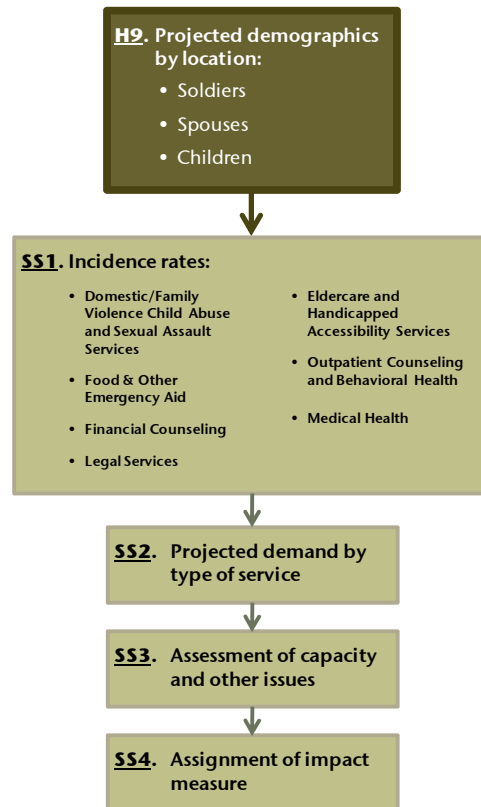 H9. Projected demographics
by location:
• Soldiers
• Spouses
• Children
SS1. Incidence rates:
• Domestic/Family
Violence Child Abuse
and Sexual Assault
Services
• Food & Other
Emergency Aid
• Financial Counseling
• Legal Services
• Eldercare and
Handicapped
Accessibility Services
• Outpatient Counseling
and Behavioral Health
• Medical Health
SS2. Projected demand by
type of service
SS3. Assessment of capacity
and other issues
SS4. Assignment of impact
measure